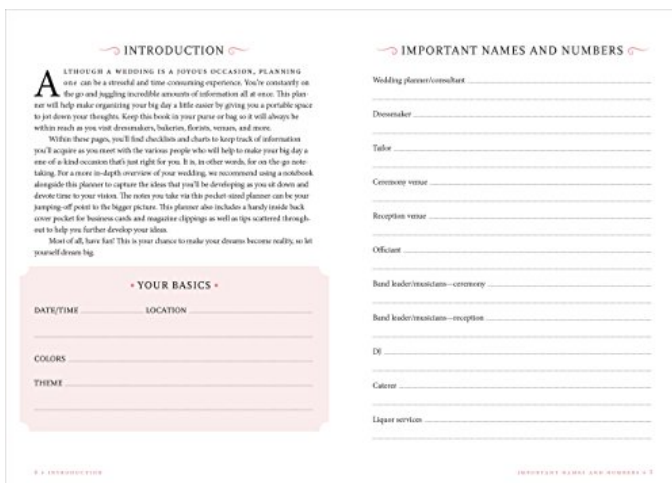 INTRODUCTION
ALTHOUGH A WEDDING IS A JOYOUS OCCASION, PLANNING
one can be a stressful and time consuming experience. You're constantly on
the go and juggling incredible amounts of information all at once. This plan-
ner will help make organizing your big day a little easier by giving you a portable space
to jot down your thoughts. Keep this book in your purse or bag so it will always be
within reach as you visit dressmakers, bakeries, florists, venues, and more.
Within these pages, you'll find checklists and charts to keep track of information
you'll acquire as you meet with the various people who will help to make your big day a
one-of-a-kind occasion that's just right for you. It is, in other words, for on-the-go note-
taking. For a more in-depth overview of your wedding, we recommend using a notebook
alongside this planner to capture the ideas that you'll be developing as you sit down and
devote time to your vision. The notes you take via this pocket-sized planner can be your
jumping-off point to the bigger picture. This planner also includes a handy inside back
cover pocket for business cards and magazine clippings as well as tips scattered through-
out to help you further develop your ideas.
Most of all, have fun! This is your chance to make your dreams become reality, so let
yourself dream big.
• YOUR BASICS •
DATE/TIME LOCATION
COLORS
THEME
4 • INTRODUCTION
IMPORTANT NAMES AND NUMBERS
Wedding planner/consultant
Dressmaker
Tailor
Ceremony venue
Reception venue
Officiant
Band leader/musicians—ceremony
Band leader/musicians—reception
DJ
Caterer
Liquor services
IMPORTANT NAMES AND NUMBERS • 5